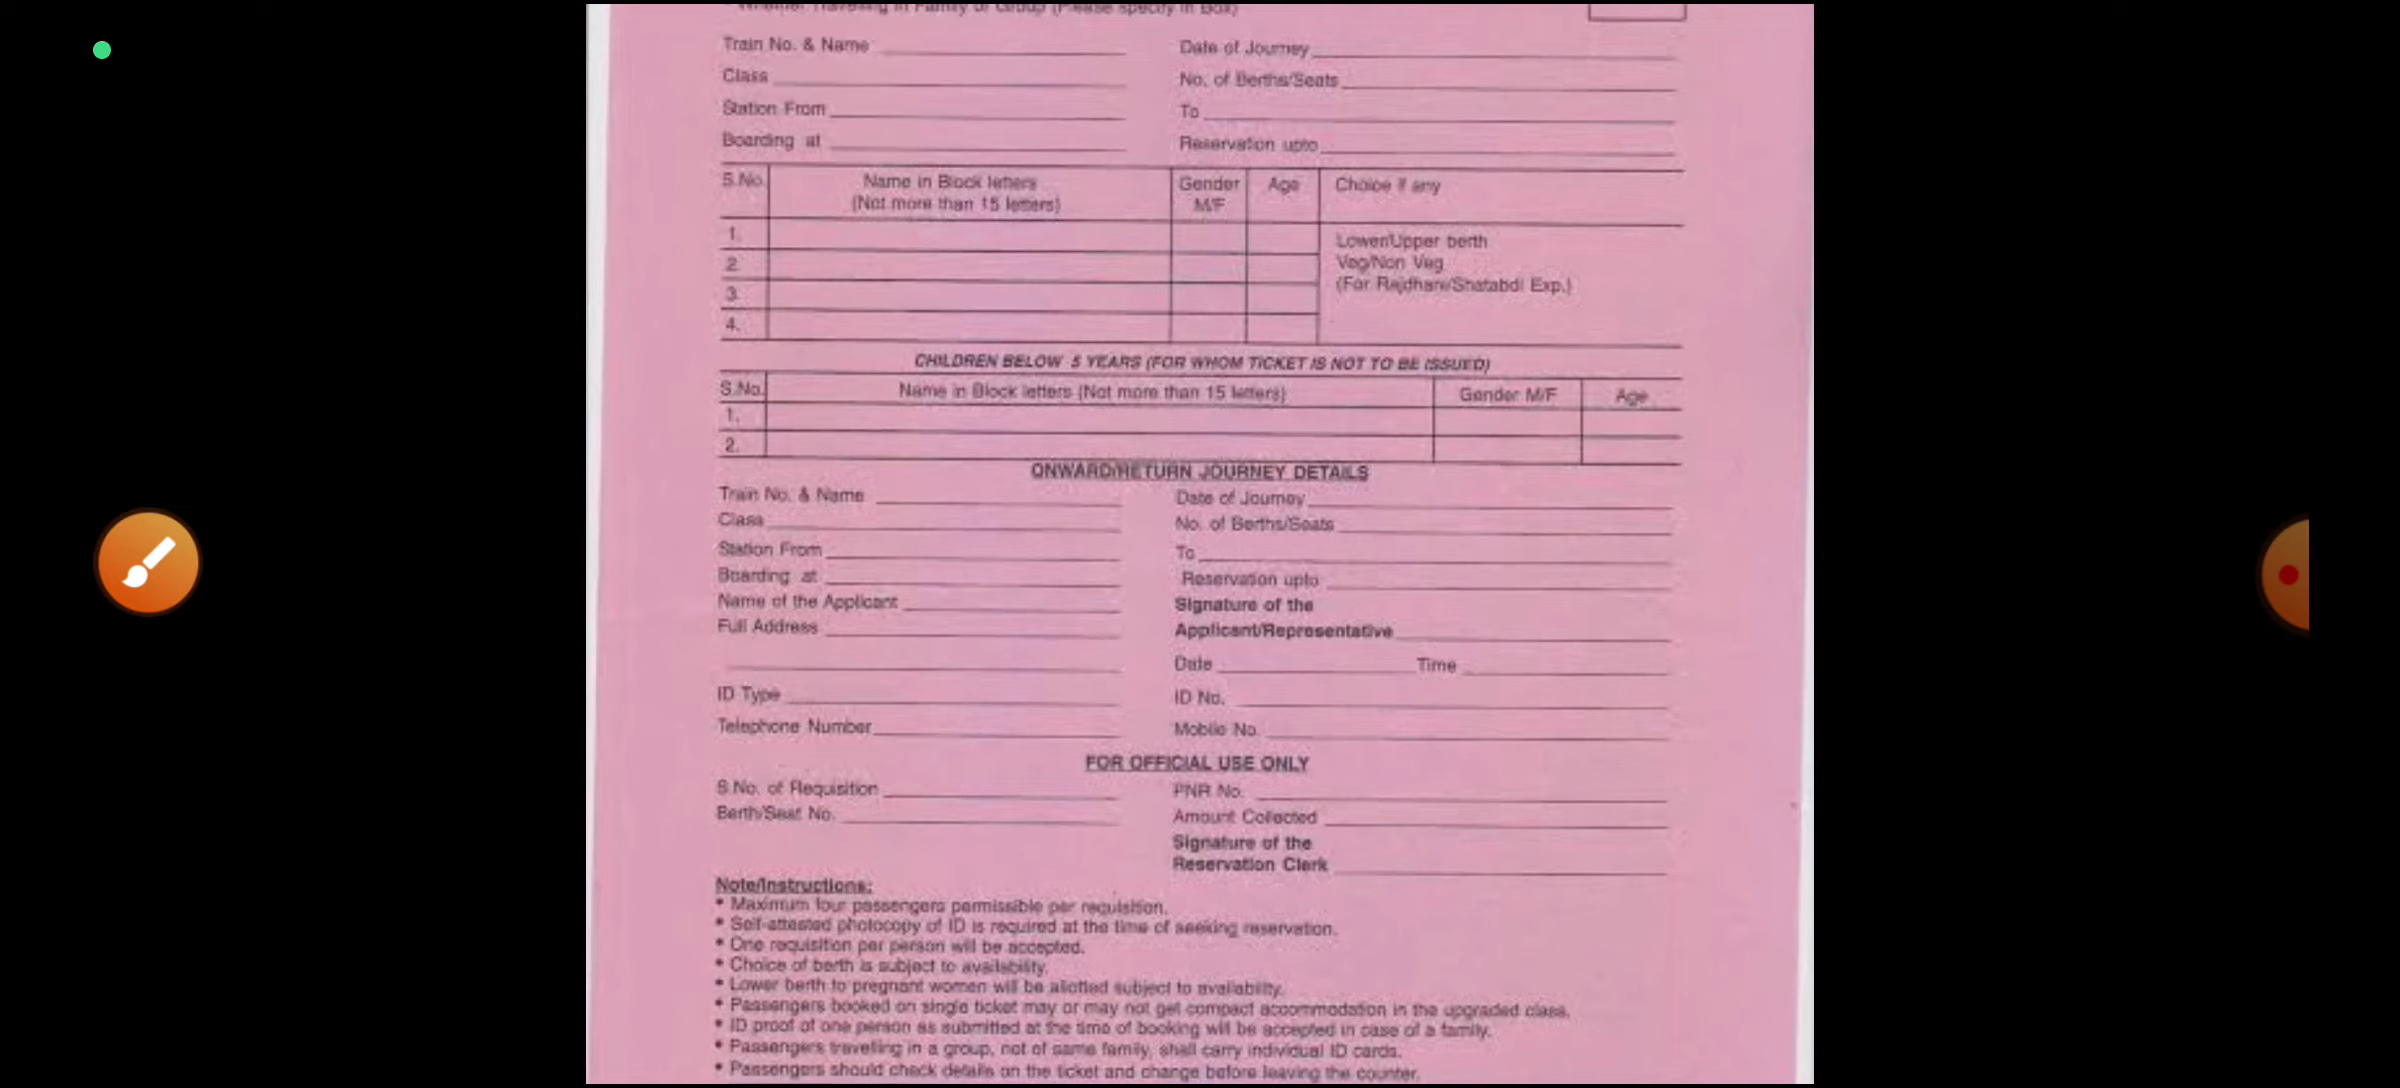 * Whether Travelling in Family or Group (Please specify in Box)
Train No. & Name
Date of Journey
Class
No. of Berths/Seats
Station From
To
Boarding at
Reservation upto
S.No. Name in Block letters Gender Age Choice if any
(Not more than 15 letters) M/F
1.
Lower/Upper berth
2.
Veg/Non Veg
3.
(For Rajdhani/Shatabdi Exp.)
4.
CHILDREN BELOW 5 YEARS (FOR WHOM TICKET IS NOT TO BE ISSUED)
S.No. Name in Block letters (Not more than 15 letters) Gender M/F Age
1.
2.
ONWARD/RETURN JOURNEY DETAILS
Train No. & Name
Date of Journey
Class
No. of Berths/Seats
Station From
To
Boarding at
Reservation upto
Name of the Applicant
Signature of the
Full Address
Applicant/Representative
Date Time
ID Type
ID No.
Telephone Number
Mobile No.
FOR OFFICIAL USE ONLY
S.No. of Requisition
PNR No.
Berth/Seat No.
Amount Collected
Signature of the
Reservation Clerk
Note/Instructions:
* Maximum four passengers permissible per requisition.
* Self-attested photocopy of ID is required at the time of seeking reservation.
* One requisition per person will be accepted.
* Choice of berth is subject to availability.
* Lower berth to pregnant women will be allotted subject to availability.
* Passengers booked on single ticket may or may not get compact accommodation in the upgraded class.
* ID proof of one person as submitted at the time of booking will be accepted in case of a family.
* Passengers travelling in a group, not of same family, shall carry individual ID cards.
* Passengers should check details on the ticket and change before leaving the counter.